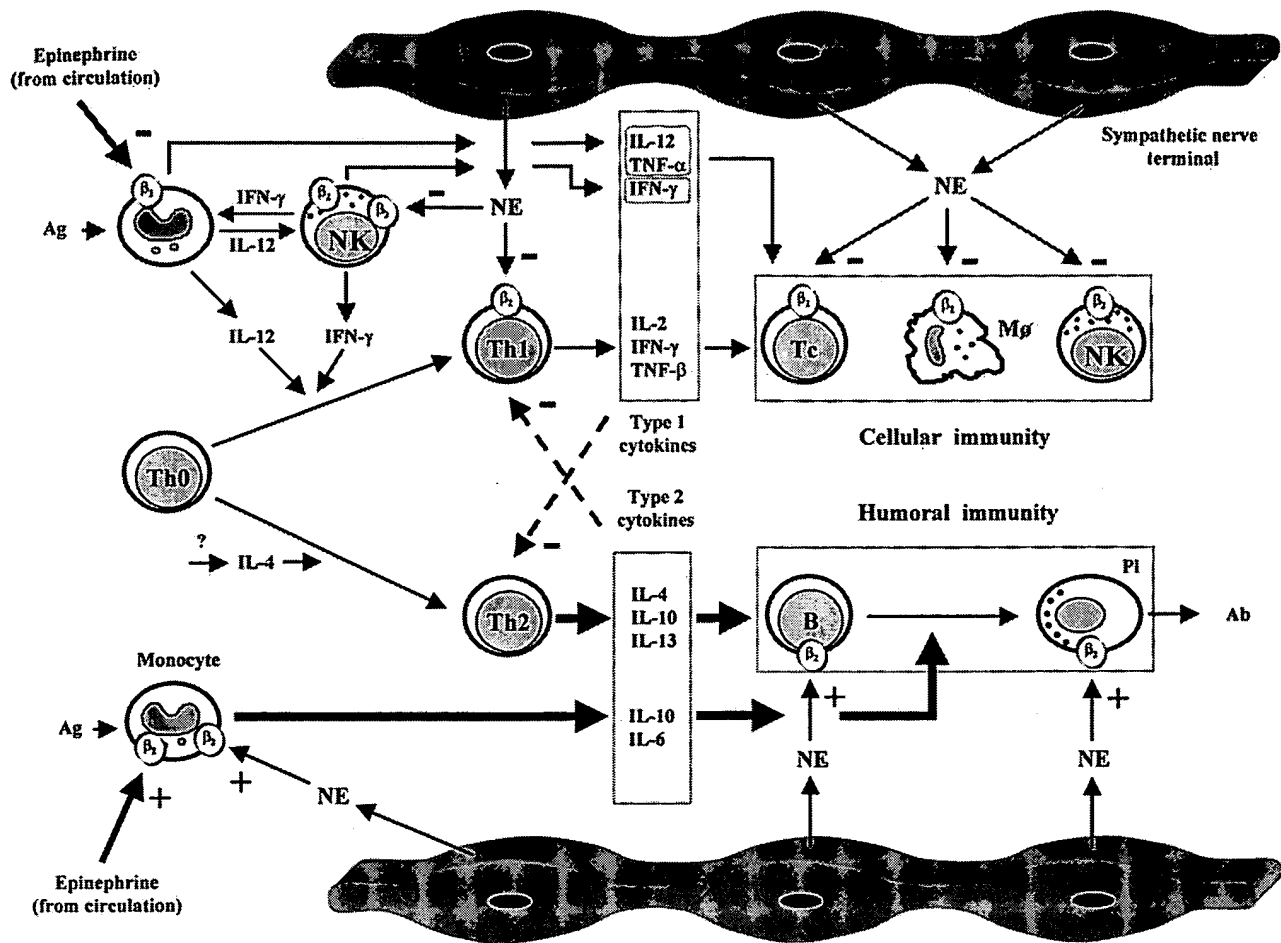 Epinephrine
(from circulation)
-
β₂
Ag
IFN-γ
IL-12
β₂
β₂
NK
-
NE
-
IL-12
TNF-α
IFN-γ
Sympathetic nerve
terminal
NE
-
-
-
IL-12
IFN-γ
β₂
Th1
IL-2
IFN-γ
TNF-β
β₂
Tc
β₂
Mø
β₂
NK
-
Type 1
cytokines
Cellular immunity
Th0
Type 2
cytokines
Humoral immunity
?
IL-4
-
Th2
IL-4
IL-10
IL-13
B
β₂
Pl
β₂
Ab
Monocyte
Ag
β₂
β₂
IL-10
IL-6
+
+
NE
NE
+
+
NE
Epinephrine
(from circulation)